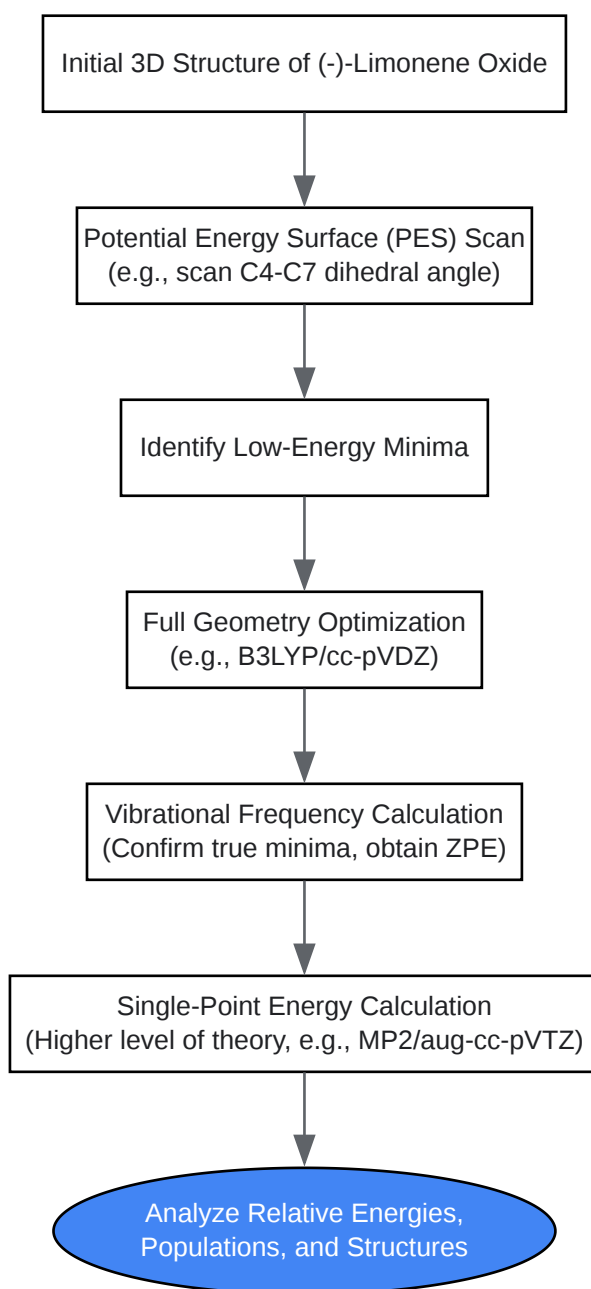 Initial 3D Structure of (-)-Limonene Oxide
Potential Energy Surface (PES) Scan
(e.g., scan C4-C7 dihedral angle)
Identify Low-Energy Minima
Full Geometry Optimization
(e.g., B3LYP/cc-pVDZ)
Vibrational Frequency Calculation
(Confirm true minima, obtain ZPE)
Single-Point Energy Calculation
(Higher level of theory, e.g., MP2/aug-cc-pVTZ)
Analyze Relative Energies,
Populations, and Structures